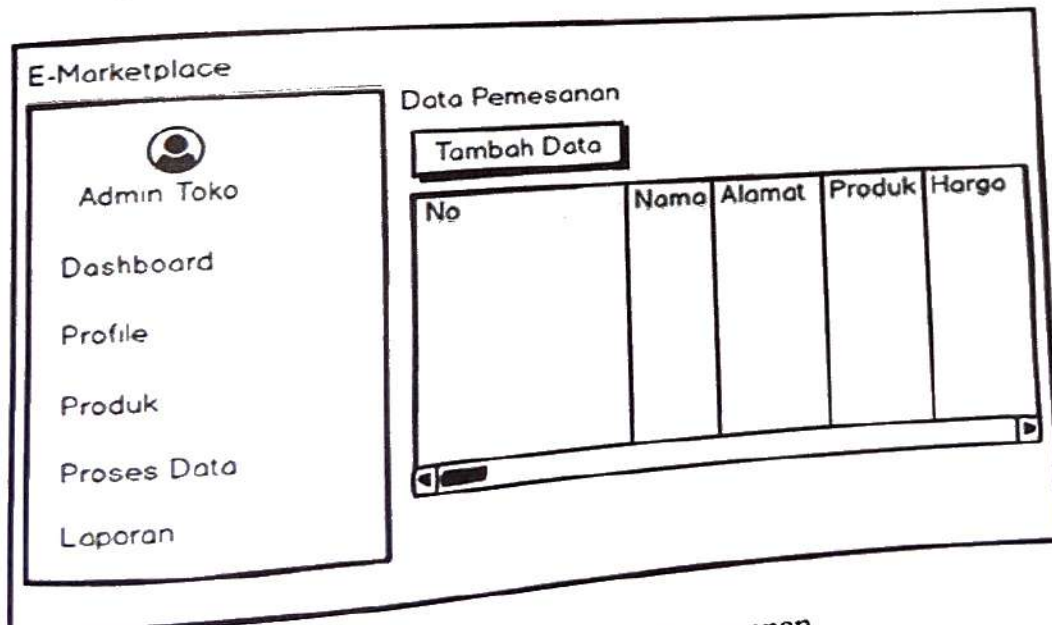 E-Marketplace
Admin Toko
Dashboard
Profile
Produk
Proses Data
Laporan
Data Pemesanan
Tambah Data
No Nama Alamat Produk Harga